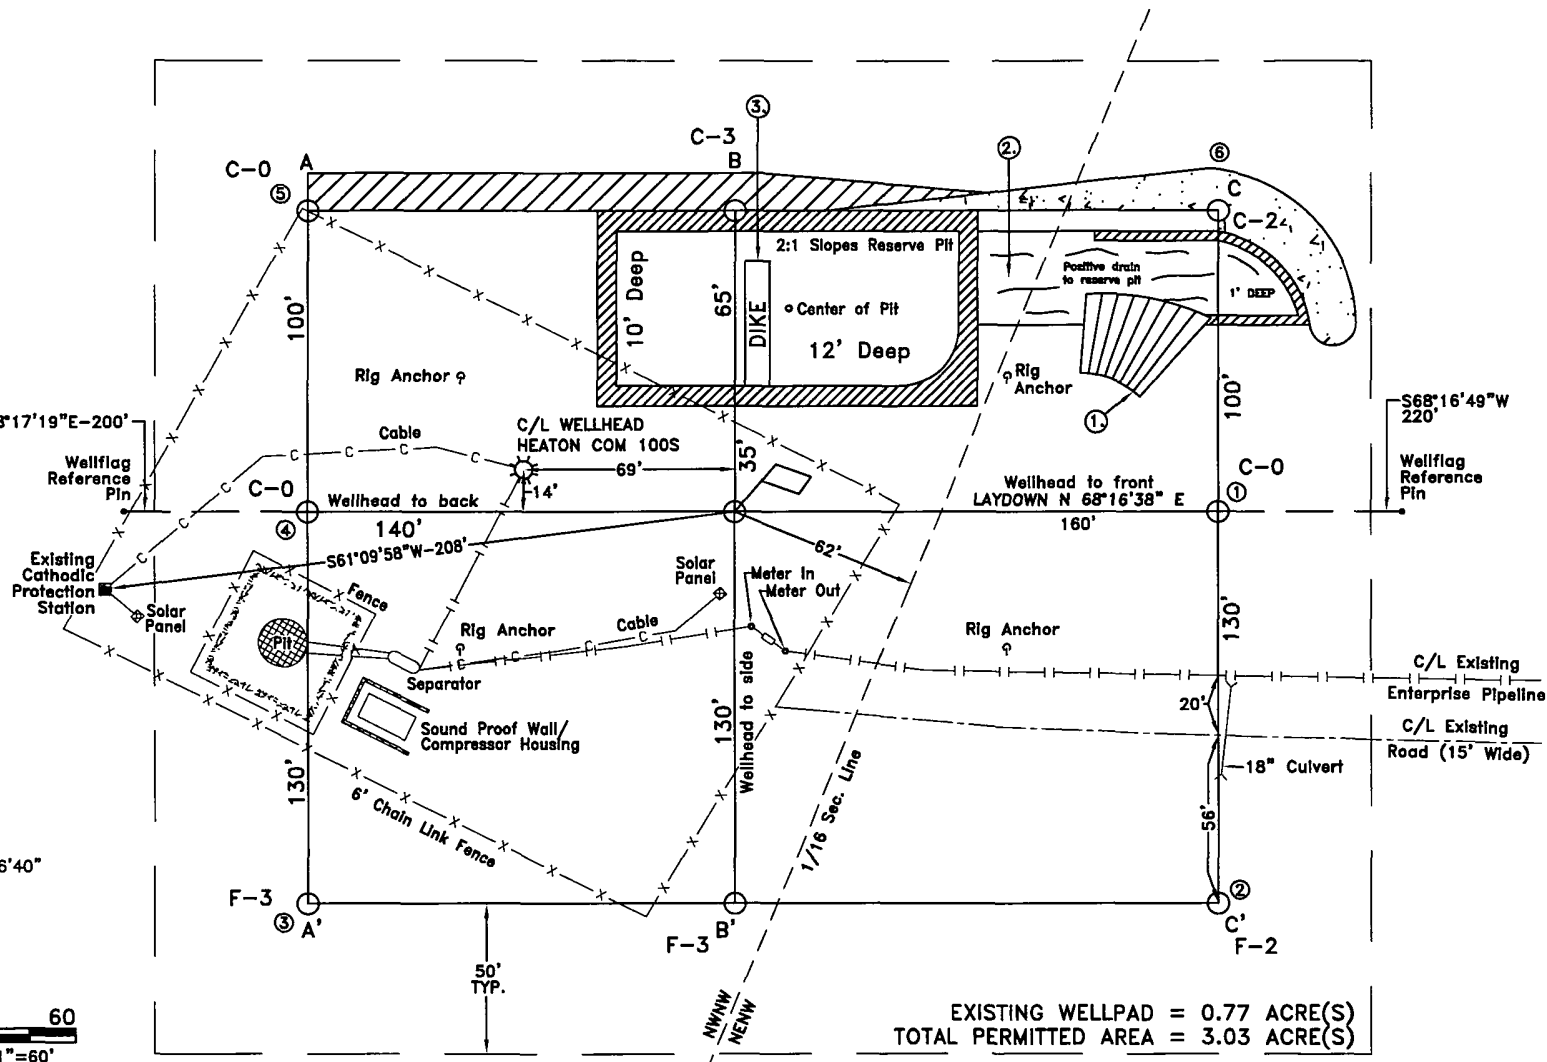 3.
C-3
A
B
C-0
⑤
2.
⑥
C
C-2
2:1 Slopes Reserve Pit
Positive drain
to reserve pit
1' DEEP
10' Deep
65'
DIKE
Center of Pit
12' Deep
100'
Rig Anchor
Rig
Anchor
1.
100'
S68°16'49"W
220'
8°17'19"E-200'
Cable
C/L WELLHEAD
HEATON COM 100S
69'
35'
14'
Wellflag
Reference
Pin
C-0
Wellhead to back
140'
④
Wellhead to front
LAYDOWN N 68°16'38" E
160'
C-0
①
Wellflag
Reference
Pin
S61°09'58"W-208'
62'
Existing
Cathodic
Protection
Station
Solar
Panel
Fence
Pit
Solar
Panel
Meter In
Meter Out
Rig Anchor
Cable
Rig Anchor
130'
Separator
Sound Proof Wall/
Compressor Housing
C/L Existing
Enterprise Pipeline
20'
C/L Existing
Road (15' Wide)
18" Culvert
130'
130'
Wellhead to side
6' Chain Link Fence
1/16 Sec. Line
56'
6'40"
F-3
③
A'
B'
F-3
②
C'
F-2
50'
TYP.
NWNW
NENW
60
1"=60'
EXISTING WELLPAD = 0.77 ACRE(S)
TOTAL PERMITTED AREA = 3.03 ACRE(S)